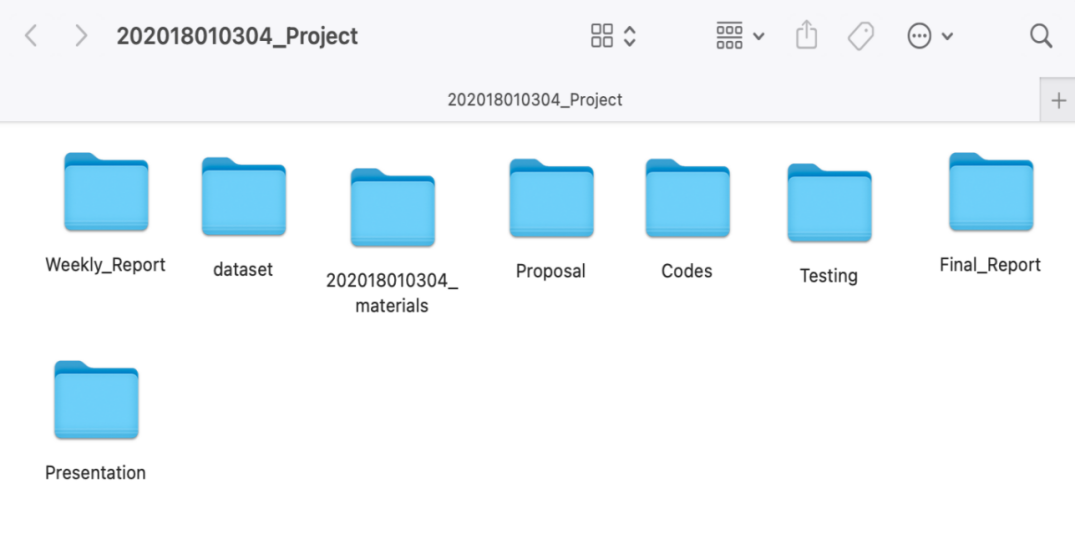 202018010304_Project
202018010304_Project
Weekly_Report
dataset
202018010304_
materials
Proposal
Codes
Testing
Final_Report
Presentation